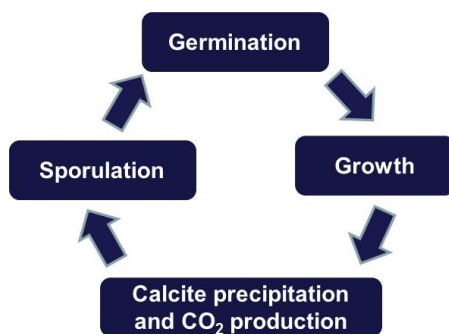 Germination
Growth
Calcite precipitation
and CO₂ production
Sporulation